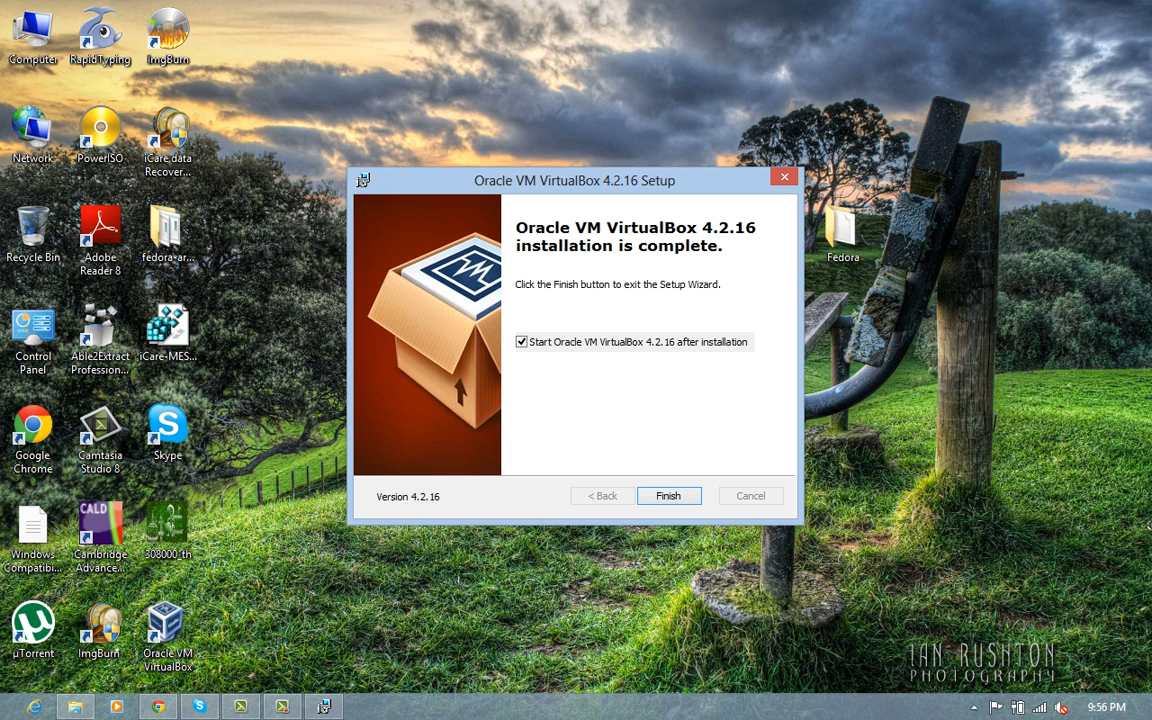 Computer
RapidTyping
ImgBurn
Network
PowerISO
iCare data
Recover...
Recycle Bin
Adobe
Reader 8
fedora-ar...
Control
Panel
Able2Extract
Profession...
iCare-MES...
Google
Chrome
Camtasia
Studio 8
Skype
Windows
Compatibi...
CALD
Cambridge
Advance...
308000-th
µTorrent
ImgBurn
Oracle VM
VirtualBox
Oracle VM VirtualBox 4.2.16 Setup
Oracle VM VirtualBox 4.2.16
installation is complete.
Click the Finish button to exit the Setup Wizard.
Start Oracle VM VirtualBox 4.2.16 after installation
Version 4.2.16
< Back
Finish
Cancel
Fedora
IAN RUSHTON
PHOTOGRAPHY
9:56 PM